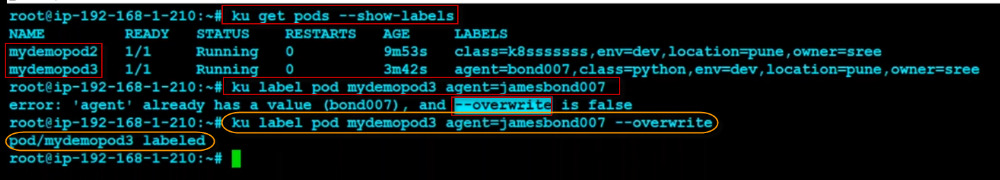 root@ip-192-168-1-210:~# ku get pods --show-labels
NAME READY STATUS RESTARTS AGE LABELS
mydemopod2 1/1 Running 0 9m53s class=k8sssssss,env=dev,location=pune,owner=sree
mydemopod3 1/1 Running 0 3m42s agent=bond007,class=python,env=dev,location=pune,owner=sree
root@ip-192-168-1-210:~# ku label pod mydemopod3 agent=jamesbond007
error: 'agent' already has a value (bond007), and --overwrite is false
root@ip-192-168-1-210:~# ku label pod mydemopod3 agent=jamesbond007 --overwrite
pod/mydemopod3 labeled
root@ip-192-168-1-210:~#